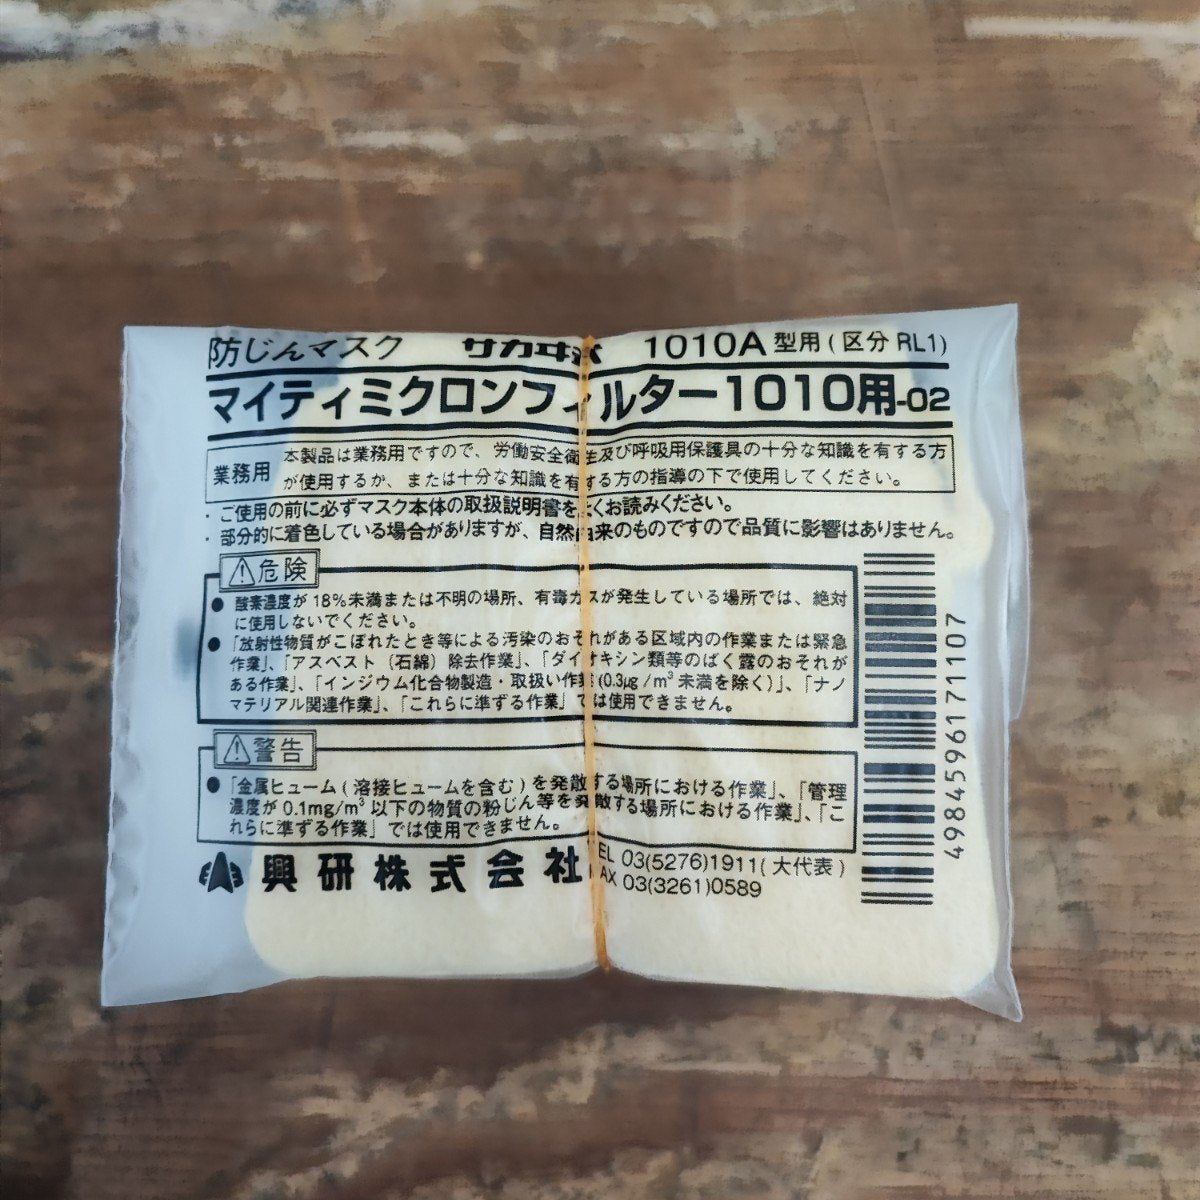 防じんマスク サカヰ式 1010A型用(区分RL1)
マイティミクロンフィルター1010用-02
業務用 本製品は業務用ですので、労働安全衛生及び呼吸用保護具の十分な知識を有する方
が使用するか、または十分な知識を有する方の指導の下で使用してください。
・ご使用の前に必ずマスク本体の取扱説明書をよくお読みください。
・部分的に着色している場合がありますが、自然由来のものですので品質に影響はありません。
⚠危険
● 酸素濃度が18%未満または不明の場所、有毒ガスが発生している場所では、絶対
に使用しないでください。
● 「放射性物質がこぼれたとき等による汚染のおそれがある区域内の作業または緊急
作業」、「アスベスト(石綿)除去作業」、「ダイオキシン類等のばく露のおそれが
ある作業」、「インジウム化合物製造・取扱い作業(0.3μg/m³未満を除く)」、「ナノ
マテリアル関連作業」、「これらに準ずる作業」では使用できません。
⚠警告
● 「金属ヒューム(溶接ヒュームを含む)を発散する場所における作業」、「管理
濃度が0.1mg/m³以下の物質の粉じん等を発散する場所における作業」、「こ
れらに準ずる作業」では使用できません。
興研株式会社
TEL 03(5276)1911(大代表)
FAX 03(3261)0589
4984596171107